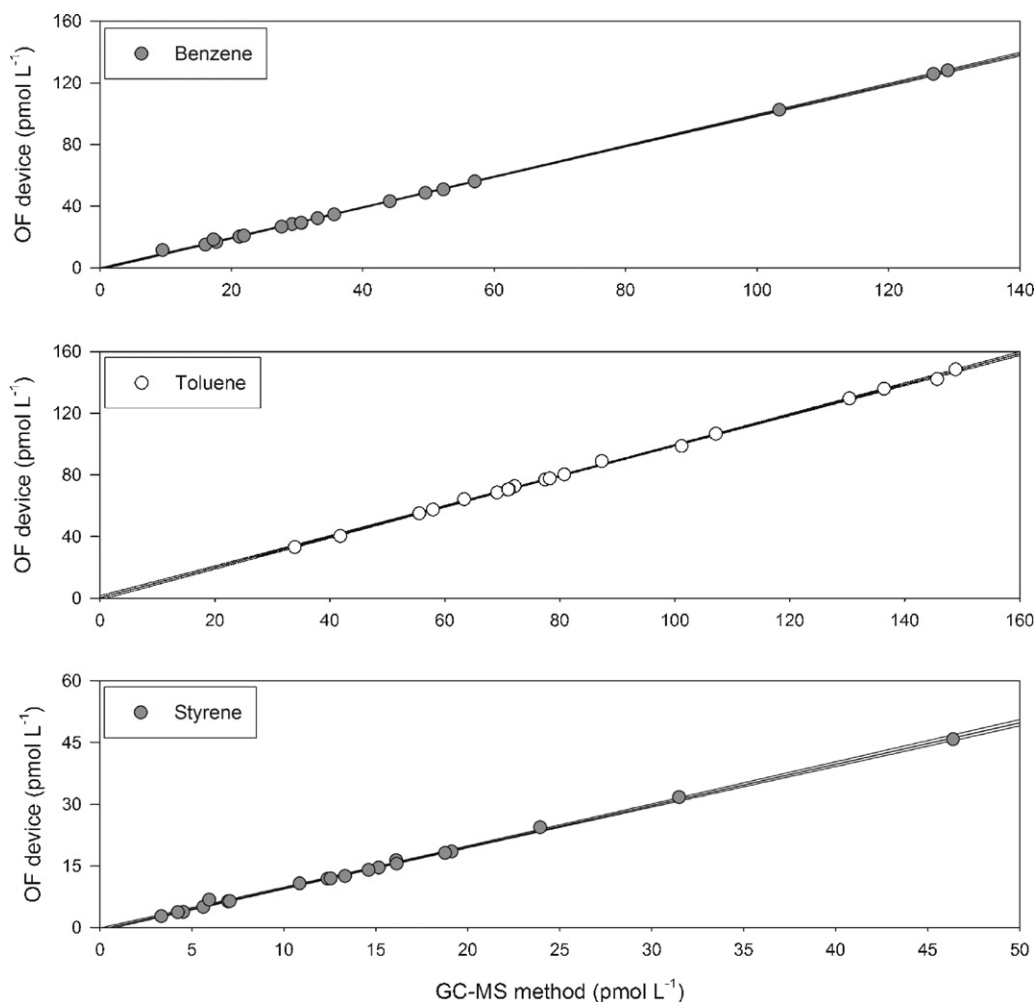 160
120
80
40
0
OF device (pmol L⁻¹)
Benzene
0 20 40 60 80 100 120 140
160
120
80
40
0
OF device (pmol L⁻¹)
Toluene
0 20 40 60 80 100 120 140 160
60
45
30
15
0
OF device (pmol L⁻¹)
Styrene
0 5 10 15 20 25 30 35 40 45 50
GC-MS method (pmol L⁻¹)